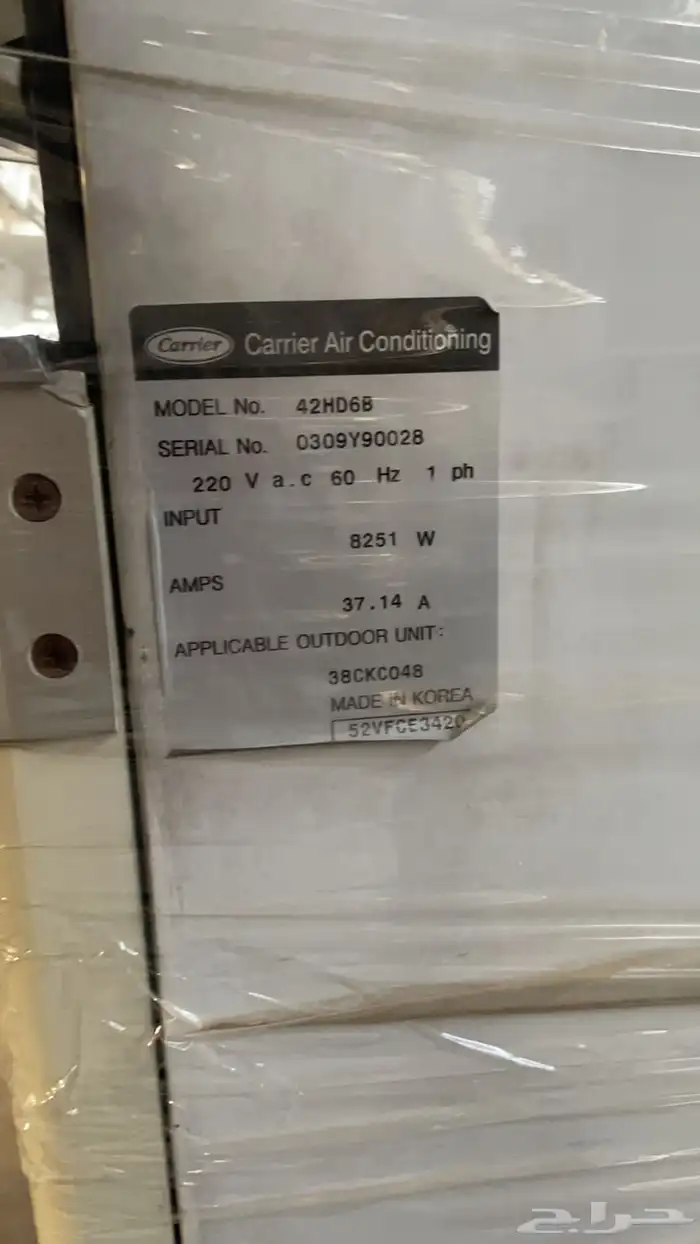 Carrier Carrier Air Conditioning
MODEL No. 42HD6B
SERIAL No. 0309Y90028
220 V a.c 60 Hz 1 ph
INPUT
8251 W
AMPS
37.14 A
APPLICABLE OUTDOOR UNIT:
38CKC048
MADE IN KOREA
52VFCE3420
حراج